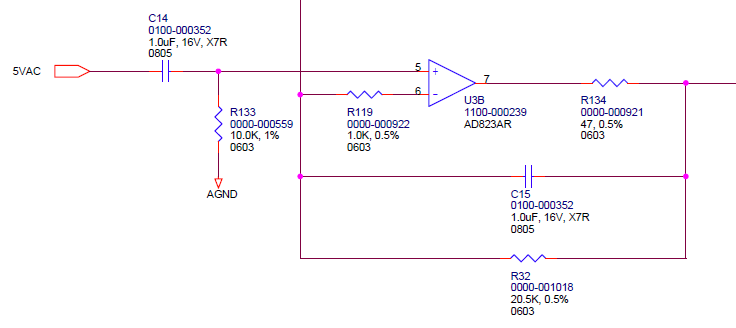 C14
0100-000352
1.0uF, 16V, X7R
0805
5VAC
5
+
7
6
-
R133
0000-000559
10.0K, 1%
0603
R119
0000-000922
1.0K, 0.5%
0603
U3B
1100-000239
AD823AR
R134
0000-000921
47, 0.5%
0603
AGND
C15
0100-000352
1.0uF, 16V, X7R
0805
R32
0000-001018
20.5K, 0.5%
0603